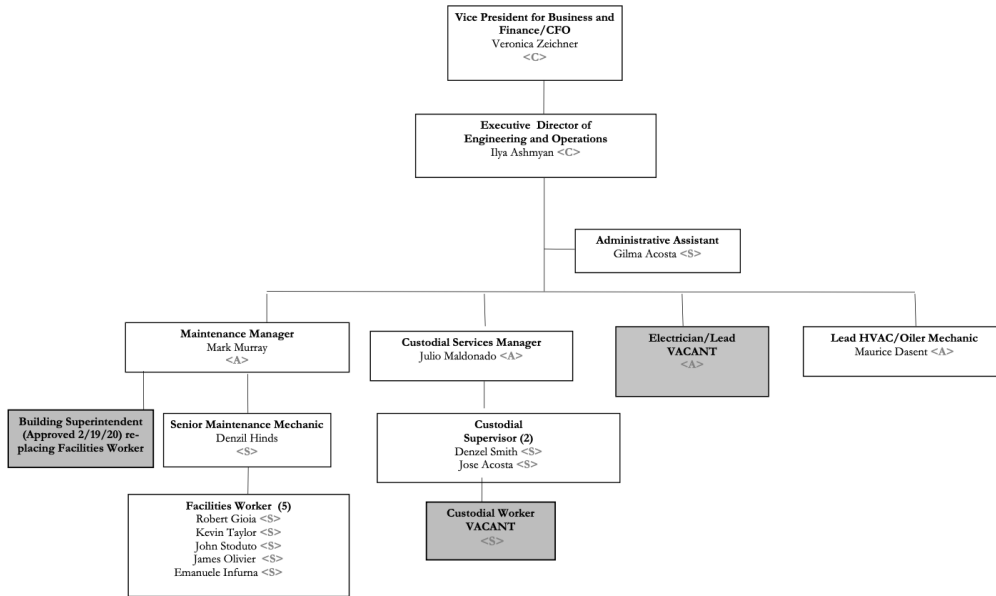 Vice President for Business and
Finance/CFO
Veronica Zeichner
<C>
Executive Director of
Engineering and Operations
Ilya Ashmyan <C>
Administrative Assistant
Gilma Acosta <S>
Maintenance Manager
Mark Murray
<A>
Custodial Services Manager
Julio Maldonado <A>
Electrician/Lead
VACANT
<A>
Lead HVAC/Oiler Mechanic
Maurice Dasent <A>
Building Superintendent
(Approved 2/19/20) re-
placing Facilities Worker
Senior Maintenance Mechanic
Denzil Hinds
<S>
Custodial
Supervisor (2)
Denzel Smith <S>
Jose Acosta <S>
Facilities Worker (5)
Robert Gioia <S>
Kevin Taylor <S>
John Stoduto <S>
James Olivier <S>
Emanuele Infurna <S>
Custodial Worker
VACANT
<S>